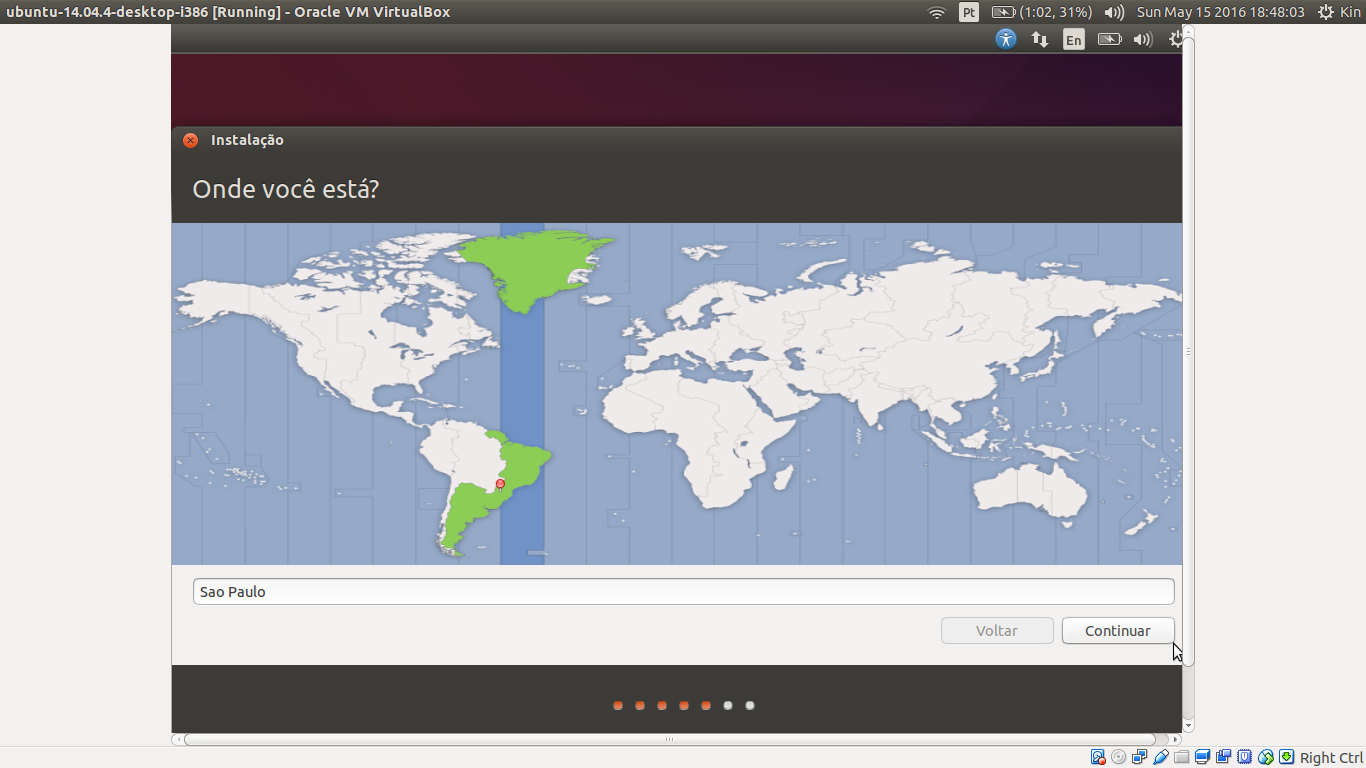 ubuntu-14.04.4-desktop-i386 [Running] - Oracle VM VirtualBox
Pt (1:02, 31%) Sun May 15 2016 18:48:03 Kin
En
Instalação
Onde você está?
Sao Paulo
Voltar Continuar
Right Ctrl